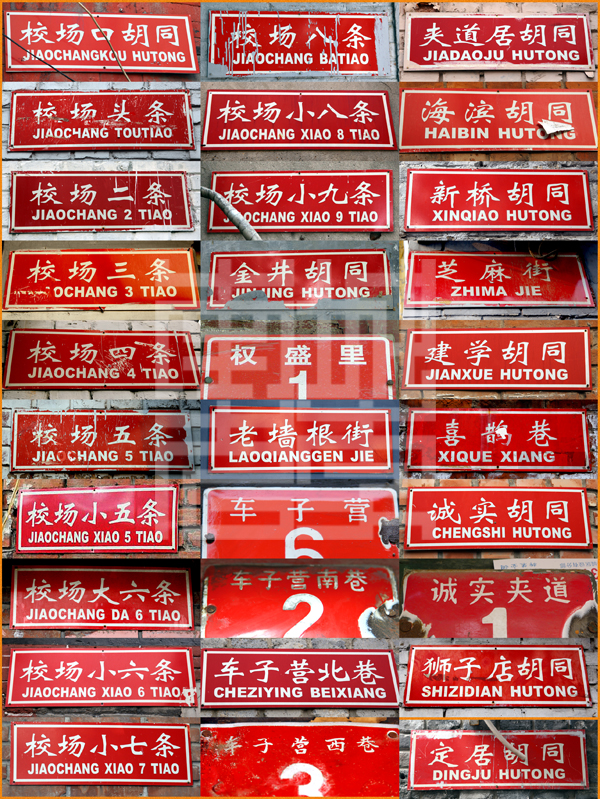 校场口胡同
JIAOCHANGKOU HUTONG
校场头条
JIAOCHANG TOUTIAO
校场二条
JIAOCHANG 2 TIAO
校场三条
OCHANG 3 TIAO
校场四条
JIAOCHANG 4 TIAO
校场五条
JIAOCHANG 5 TIAO
校场小五条
JIAOCHANG XIAO 5 TIAO
校场大六条
JIAOCHANG DA 6 TIAO
校场小六条
JIAOCHANG XIAO 6 TIAO
校场小七条
JIAOCHANG XIAO 7 TIAO
校场八条
JIAOCHANG BATIAO
校场小八条
JIAOCHANG XIAO 8 TIAO
校场小九条
OCHANG XIAO 9 TIAO
金井胡同
HUTONG
权盛里
1
老墙根街
LAOQIANGGEN JIE
车子营
6
车子营南巷
2
车子营北巷
CHEZIYING BEIXIANG
车子营西巷
3
夹道居胡同
JIADAOJU HUTONG
海滨胡同
HAIBIN HUTONG
新桥胡同
XINQIAO HUTONG
芝麻街
ZHIMA JIE
建学胡同
JIANXUE HUTONG
喜鹊巷
XIQUE XIANG
诚实胡同
CHENGSHI HUTONG
诚实夹道
1
狮子店胡同
SHIZIDIAN HUTONG
定居胡同
DINGJU HUTONG